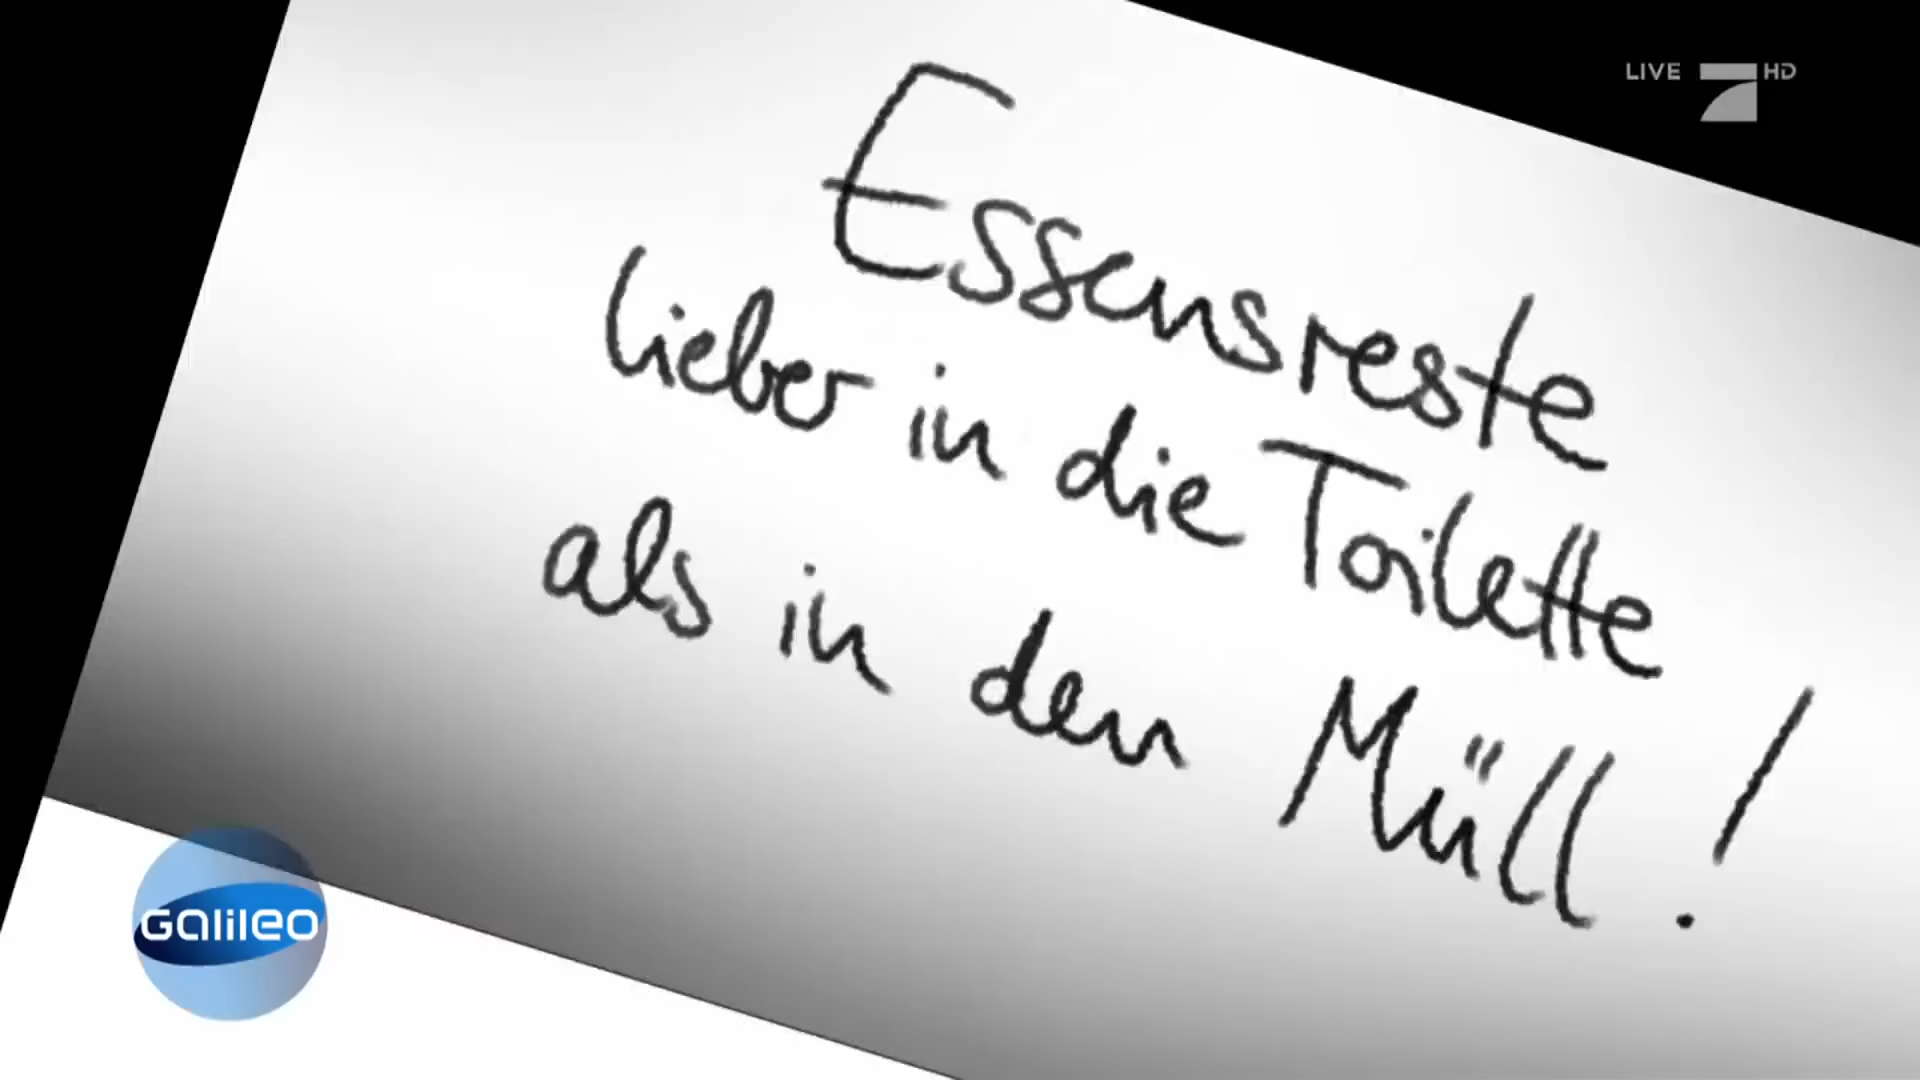 LIVE HD
Essensreste
lieber in die Toilette
als in den Müll!
Galileo